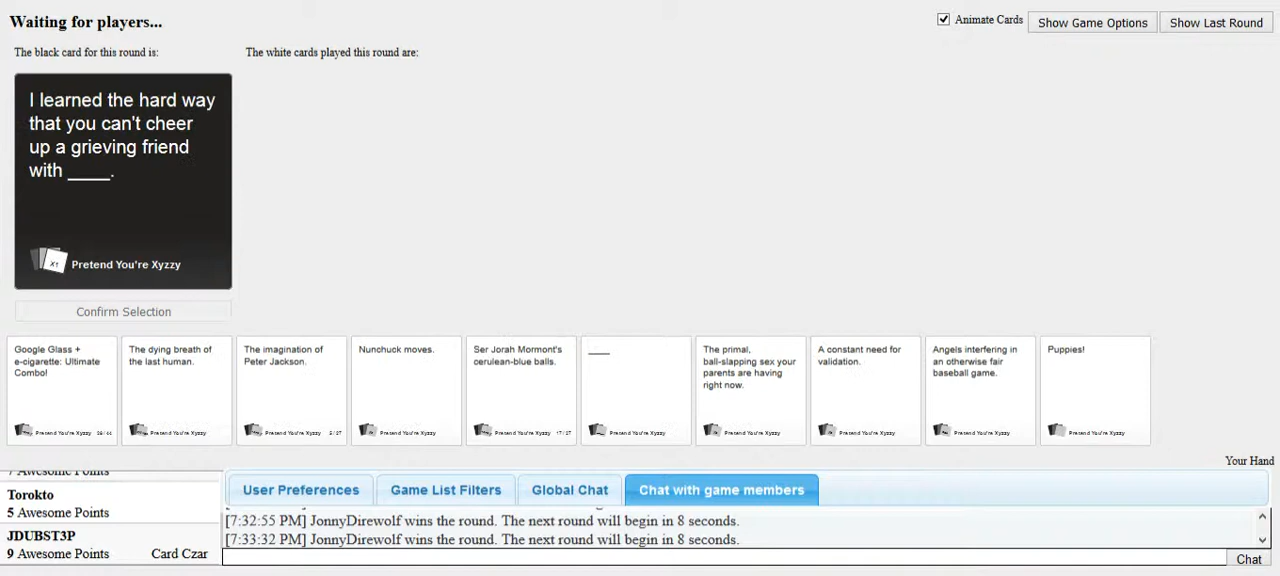 Waiting for players...
Animate Cards
Show Game Options
Show Last Round
The black card for this round is:
The white cards played this round are:
I learned the hard way
that you can't cheer
up a grieving friend
with ____.
Pretend You're Xyzzy
Confirm Selection
Google Glass +
e-cigarette: Ultimate
Combo!
Pretend You're Xyzzy
The dying breath of
the last human.
Pretend You're Xyzzy
The imagination of
Peter Jackson.
Pretend You're Xyzzy
Nunchuck moves.
Pretend You're Xyzzy
Ser Jorah Mormont's
cerulean-blue balls.
Pretend You're Xyzzy
____
Pretend You're Xyzzy
The primal,
ball-slapping sex your
parents are having
right now.
Pretend You're Xyzzy
A constant need for
validation.
Pretend You're Xyzzy
Angels interfering in
an otherwise fair
baseball game.
Pretend You're Xyzzy
Puppies!
Pretend You're Xyzzy
Your Hand
7 Awesome Points
Torokto
5 Awesome Points
JDUBST3P
9 Awesome Points Card Czar
User Preferences
Game List Filters
Global Chat
Chat with game members
[7:32:55 PM] JonnyDirewolf wins the round. The next round will begin in 8 seconds.
[7:33:32 PM] JonnyDirewolf wins the round. The next round will begin in 8 seconds.
Chat